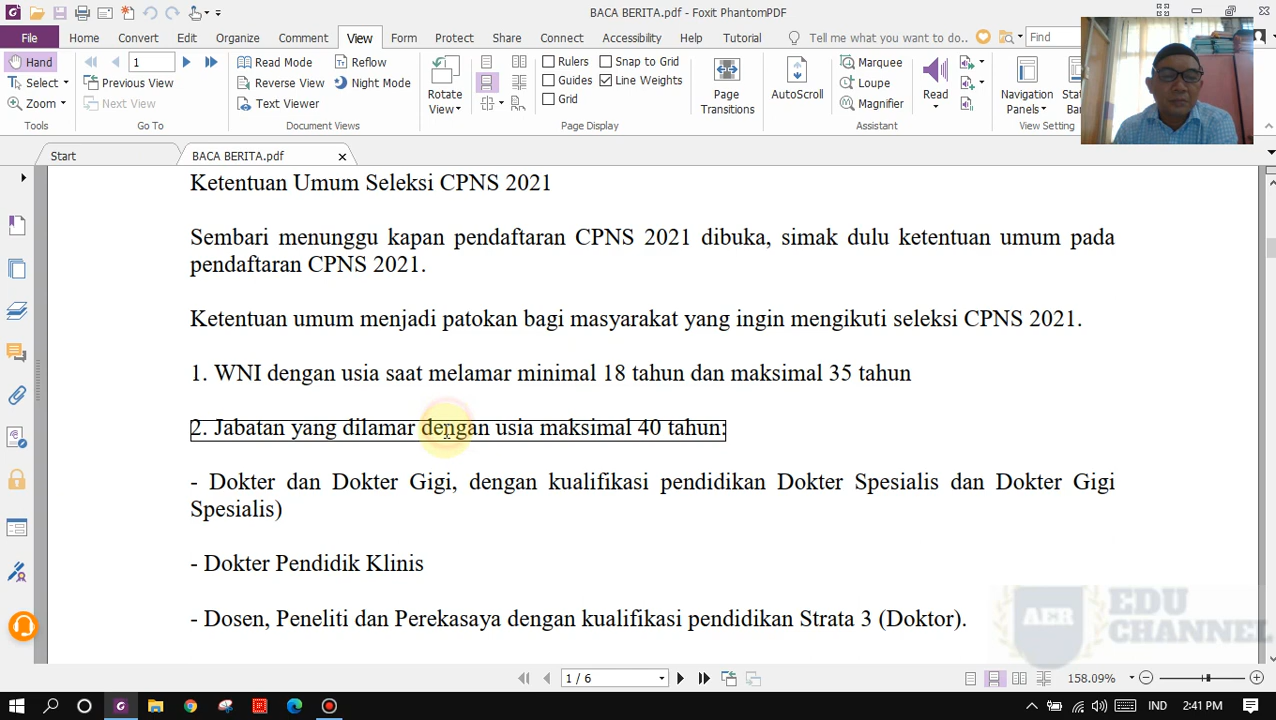 BACA BERITA.pdf - Foxit PhantomPDF
File Home Convert Edit Organize Comment View Form Protect Share Connect Accessibility Help Tutorial Tell me what you want to do... Find
Hand 1 Read Mode Reflow Rulers Snap to Grid Marquee
Select Previous View Reverse View Night Mode Guides Line Weights Loupe
Zoom Next View Text Viewer Rotate View Grid Page Transitions AutoScroll Magnifier Read Navigation Panels
Tools Go To Document Views Page Display Assistant View Setting
Start BACA BERITA.pdf
Ketentuan Umum Seleksi CPNS 2021
Sembari menunggu kapan pendaftaran CPNS 2021 dibuka, simak dulu ketentuan umum pada
pendaftaran CPNS 2021.
Ketentuan umum menjadi patokan bagi masyarakat yang ingin mengikuti seleksi CPNS 2021.
1. WNI dengan usia saat melamar minimal 18 tahun dan maksimal 35 tahun
2. Jabatan yang dilamar dengan usia maksimal 40 tahun:
- Dokter dan Dokter Gigi, dengan kualifikasi pendidikan Dokter Spesialis dan Dokter Gigi
Spesialis)
- Dokter Pendidik Klinis
- Dosen, Peneliti dan Perekasaya dengan kualifikasi pendidikan Strata 3 (Doktor).
AER EDU
CHANNEL
1 / 6 158.09%
IND 2:41 PM